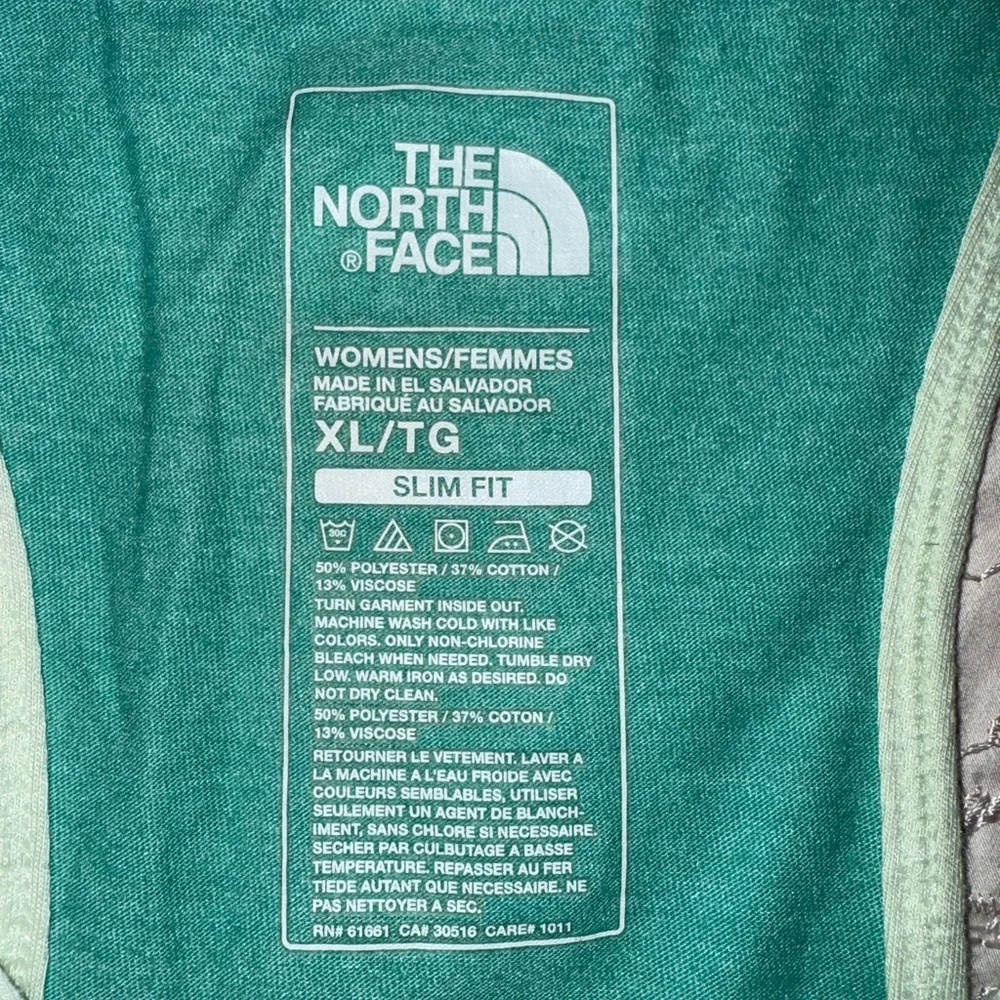 THE
NORTH
®FACE
WOMENS/FEMMES
MADE IN EL SALVADOR
FABRIQUÉ AU SALVADOR
XL/TG
SLIM FIT
30C
50% POLYESTER / 37% COTTON /
13% VISCOSE
TURN GARMENT INSIDE OUT.
MACHINE WASH COLD WITH LIKE
COLORS. ONLY NON-CHLORINE
BLEACH WHEN NEEDED. TUMBLE DRY
LOW. WARM IRON AS DESIRED. DO
NOT DRY CLEAN.
50% POLYESTER / 37% COTON /
13% VISCOSE
RETOURNER LE VETEMENT. LAVER A
LA MACHINE A L'EAU FROIDE AVEC
COULEURS SEMBLABLES, UTILISER
SEULEMENT UN AGENT DE BLANCH-
IMENT, SANS CHLORE SI NECESSAIRE.
SECHER PAR CULBUTAGE A BASSE
TEMPERATURE. REPASSER AU FER
TIEDE AUTANT QUE NECESSAIRE. NE
PAS NETTOYER A SEC.
RN# 61661 CA# 30516 CARE# 1011